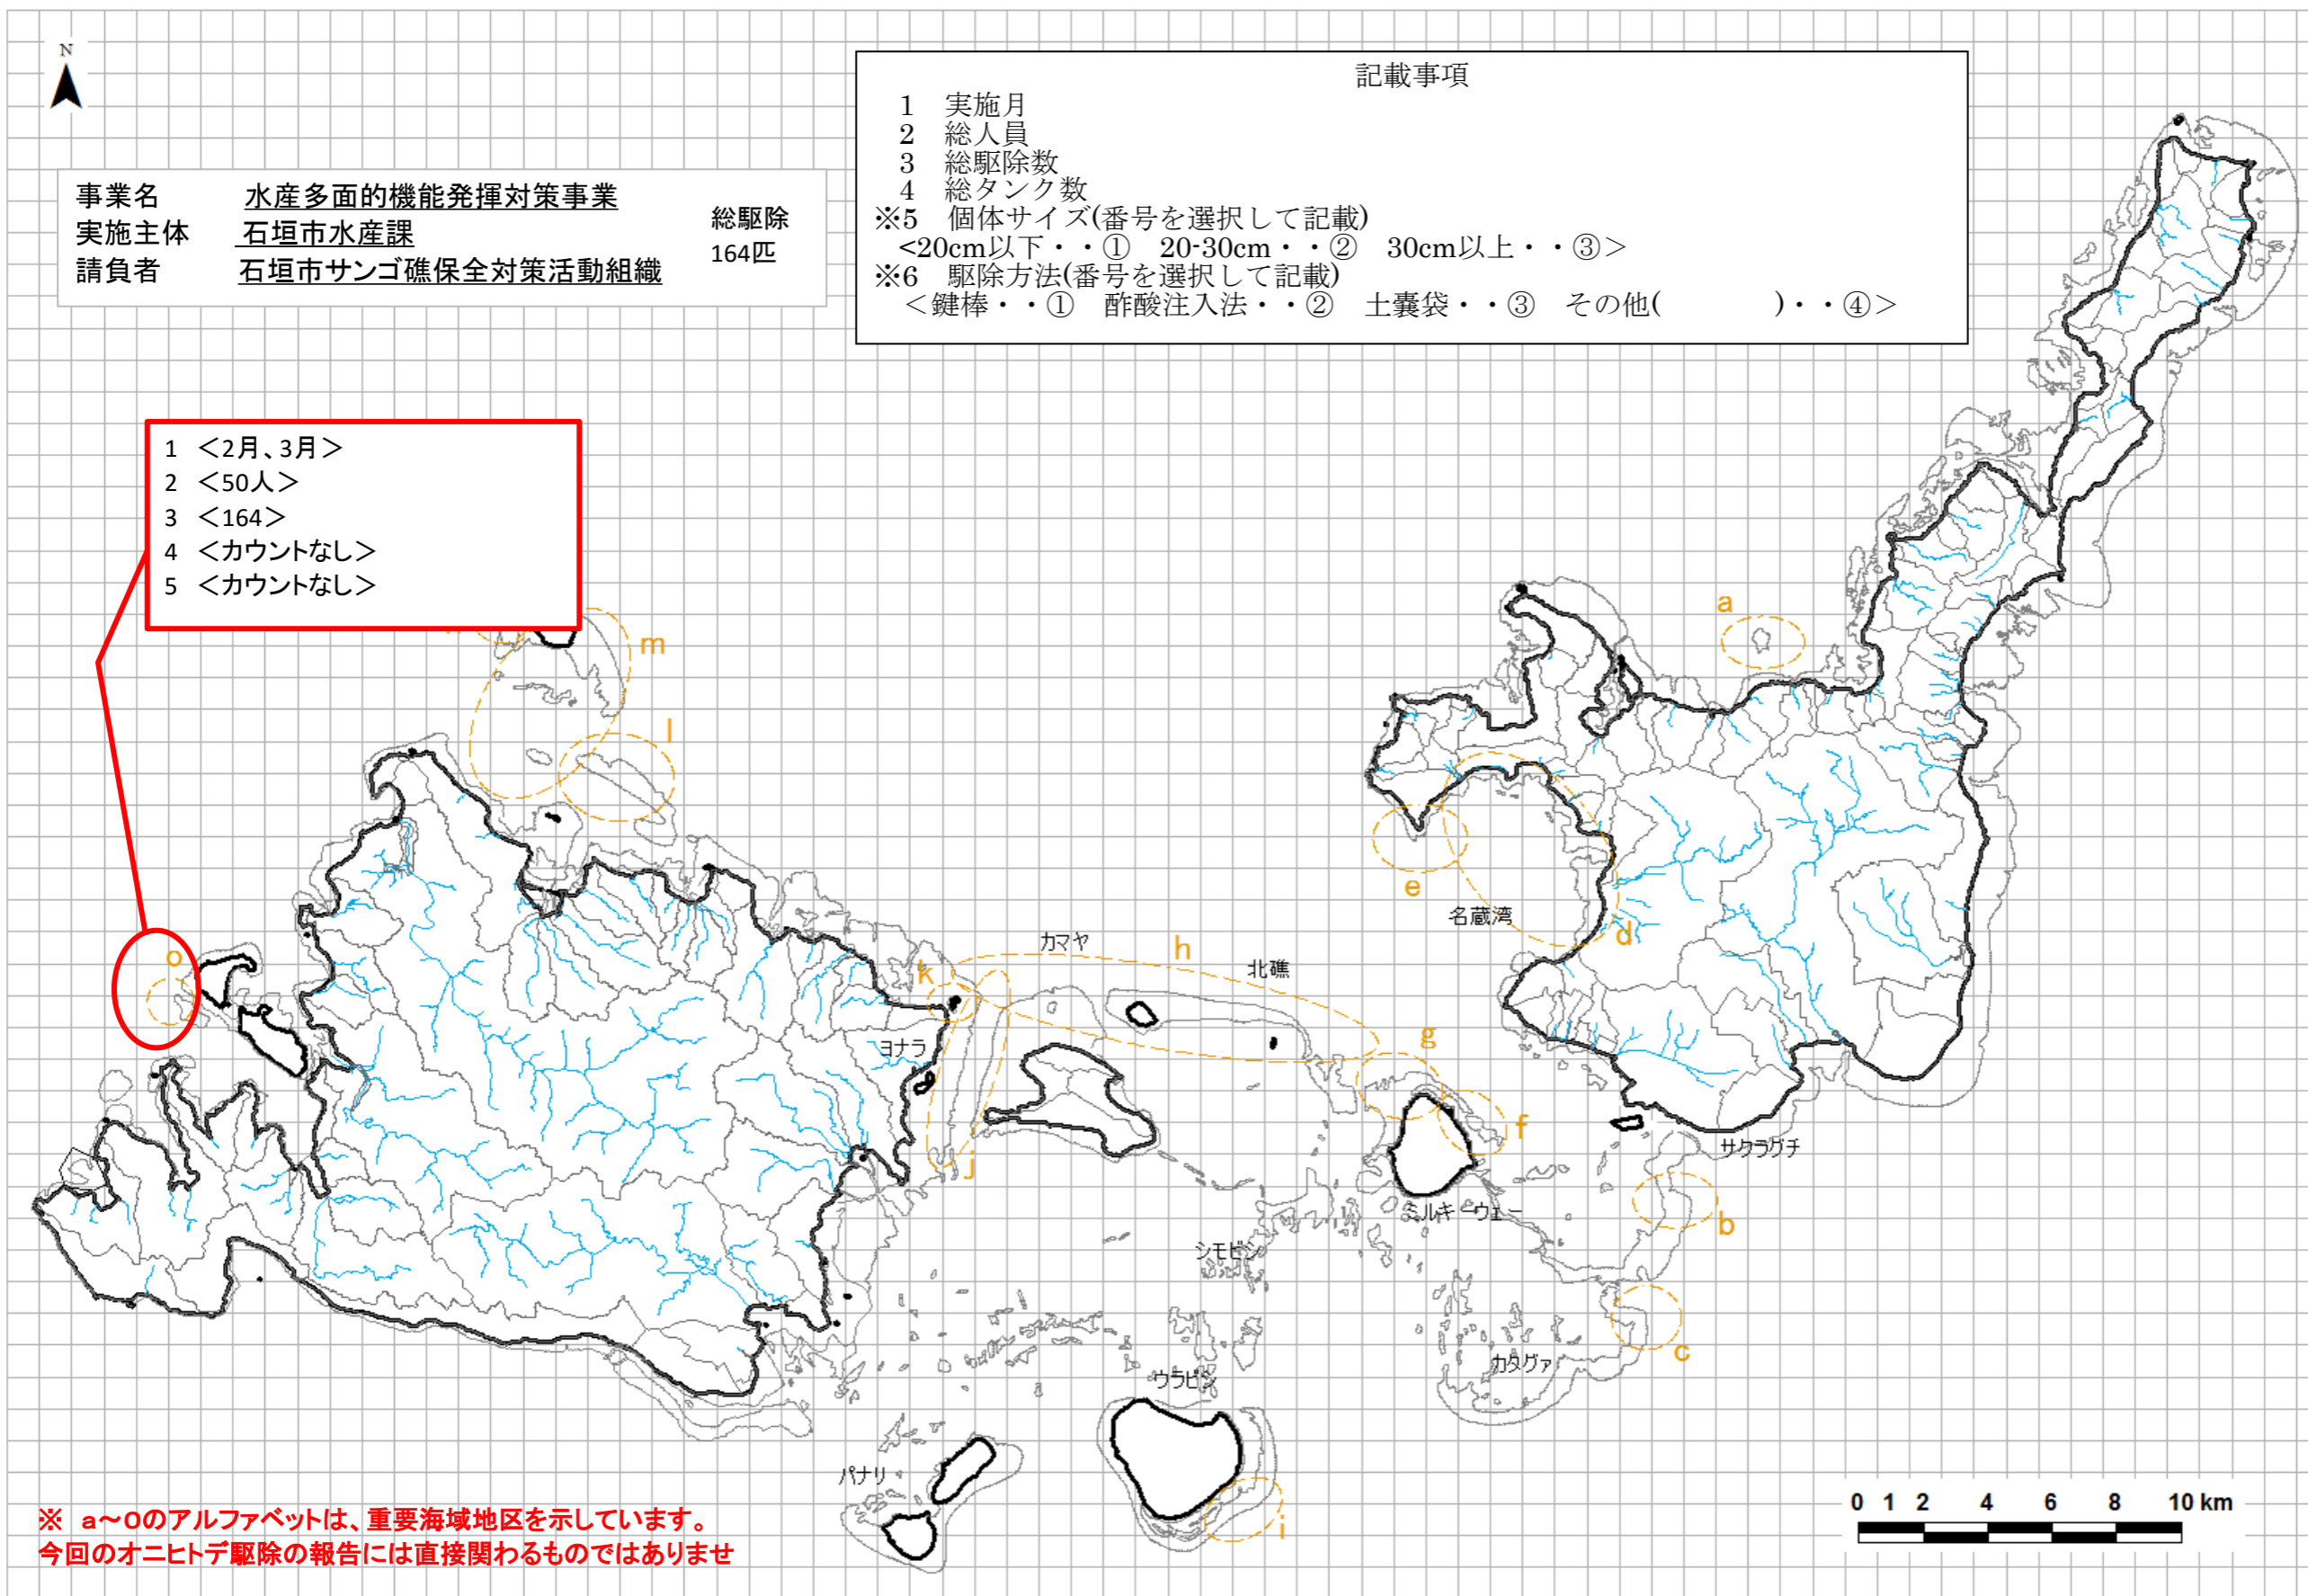 N
記載事項
1 実施月
2 総人員
3 総駆除数
4 総タンク数
※5 個体サイズ(番号を選択して記載)
<20cm以下・・① 20-30cm・・② 30cm以上・・③>
※6 駆除方法(番号を選択して記載)
<鍵棒・・① 酢酸注入法・・② 土嚢袋・・③ その他( )・・④>
事業名 水産多面的機能発揮対策事業
実施主体 石垣市水産課
請負者 石垣市サンゴ礁保全対策活動組織
総駆除
164匹
1 <2月、3月>
2 <50人>
3 <164>
4 <カウントなし>
5 <カウントなし>
a
m
l
e
名蔵湾
d
カマヤ
h
北礁
o
k
ヨナラ
g
f
j
サクラグチ
ミルキーウェー
b
シモビシ
c
カタグァ
ウラビシ
パナリ
i
0 1 2 4 6 8 10 km
※ a~oのアルファベットは、重要海域地区を示しています。
今回のオニヒトデ駆除の報告には直接関わるものではありませ